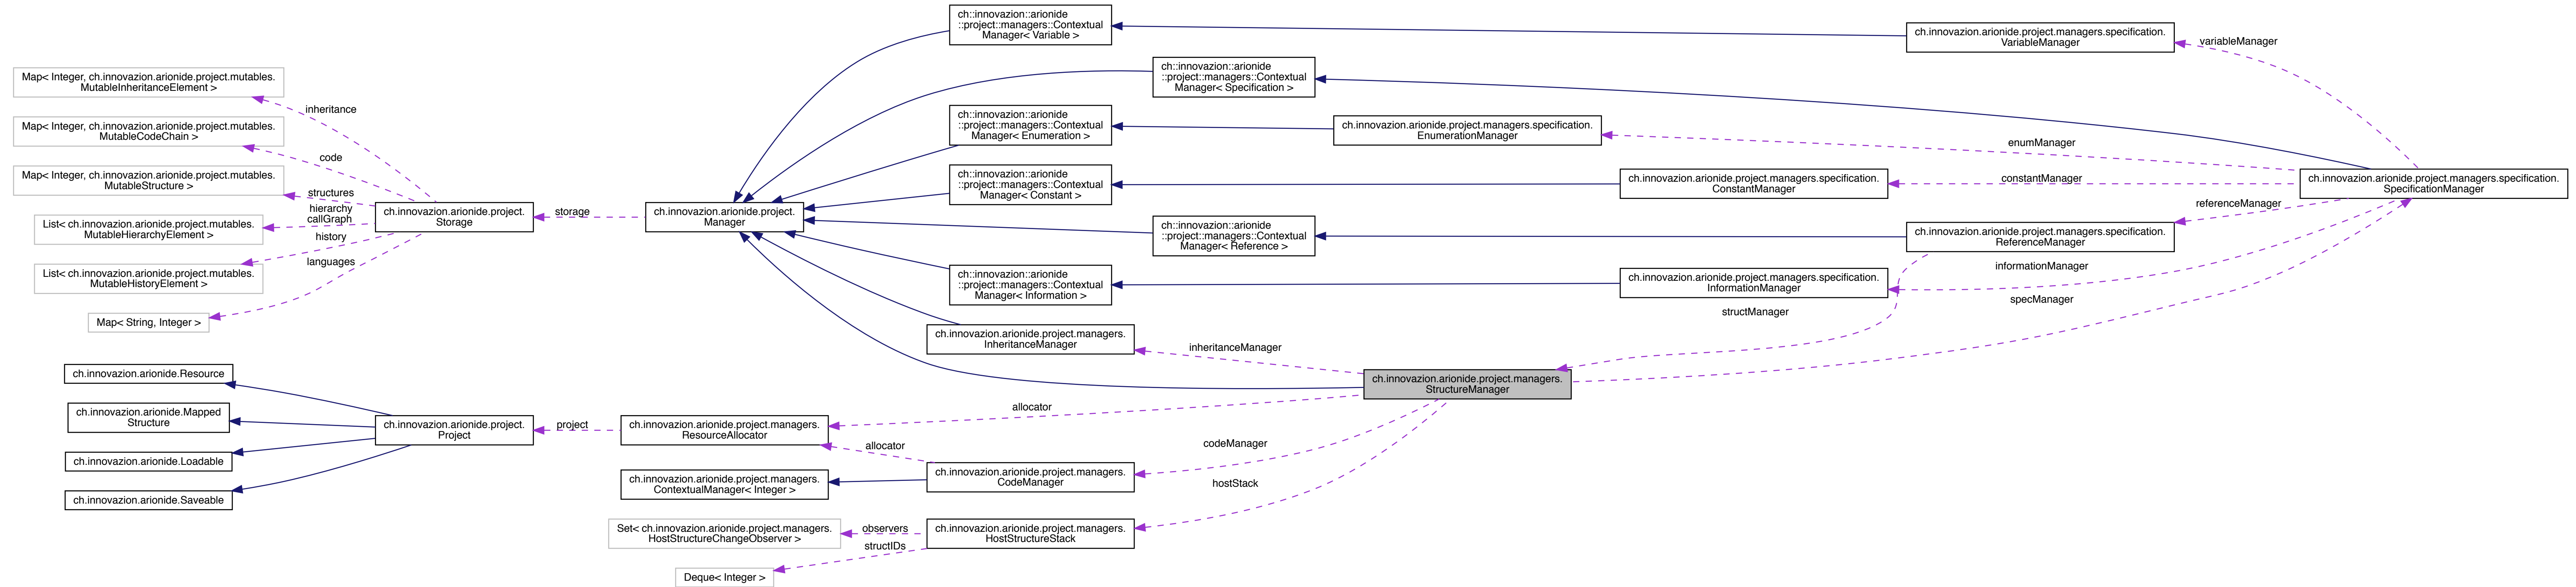 ch::innovazion::arionide
::project::managers::Contextual
Manager< Variable >
ch.innovazion.arionide.project.managers.specification.
VariableManager
variableManager
ch::innovazion::arionide
::project::managers::Contextual
Manager< Specification >
Map< Integer, ch.innovazion.arionide.project.mutables.
MutableInheritanceElement >
inheritance
ch::innovazion::arionide
::project::managers::Contextual
Manager< Enumeration >
ch.innovazion.arionide.project.managers.specification.
EnumerationManager
enumManager
Map< Integer, ch.innovazion.arionide.project.mutables.
MutableCodeChain >
code
ch::innovazion::arionide
::project::managers::Contextual
Manager< Constant >
ch.innovazion.arionide.project.managers.specification.
ConstantManager
constantManager
ch.innovazion.arionide.project.managers.specification.
SpecificationManager
Map< Integer, ch.innovazion.arionide.project.mutables.
MutableStructure >
structures
hierarchy
callGraph
ch.innovazion.arionide.project.
Storage
storage
ch.innovazion.arionide.project.
Manager
referenceManager
List< ch.innovazion.arionide.project.mutables.
MutableHierarchyElement >
history
ch::innovazion::arionide
::project::managers::Contextual
Manager< Reference >
ch.innovazion.arionide.project.managers.specification.
ReferenceManager
List< ch.innovazion.arionide.project.mutables.
MutableHistoryElement >
languages
ch::innovazion::arionide
::project::managers::Contextual
Manager< Information >
ch.innovazion.arionide.project.managers.specification.
InformationManager
informationManager
specManager
structManager
Map< String, Integer >
ch.innovazion.arionide.project.managers.
InheritanceManager
inheritanceManager
ch.innovazion.arionide.project.managers.
StructureManager
ch.innovazion.arionide.Resource
ch.innovazion.arionide.Mapped
Structure
ch.innovazion.arionide.project.
Project
project
ch.innovazion.arionide.project.managers.
ResourceAllocator
allocator
allocator
codeManager
ch.innovazion.arionide.Loadable
ch.innovazion.arionide.project.managers.
ContextualManager< Integer >
ch.innovazion.arionide.project.managers.
CodeManager
hostStack
ch.innovazion.arionide.Saveable
Set< ch.innovazion.arionide.project.managers.
HostStructureChangeObserver >
observers
structIDs
ch.innovazion.arionide.project.managers.
HostStructureStack
Deque< Integer >